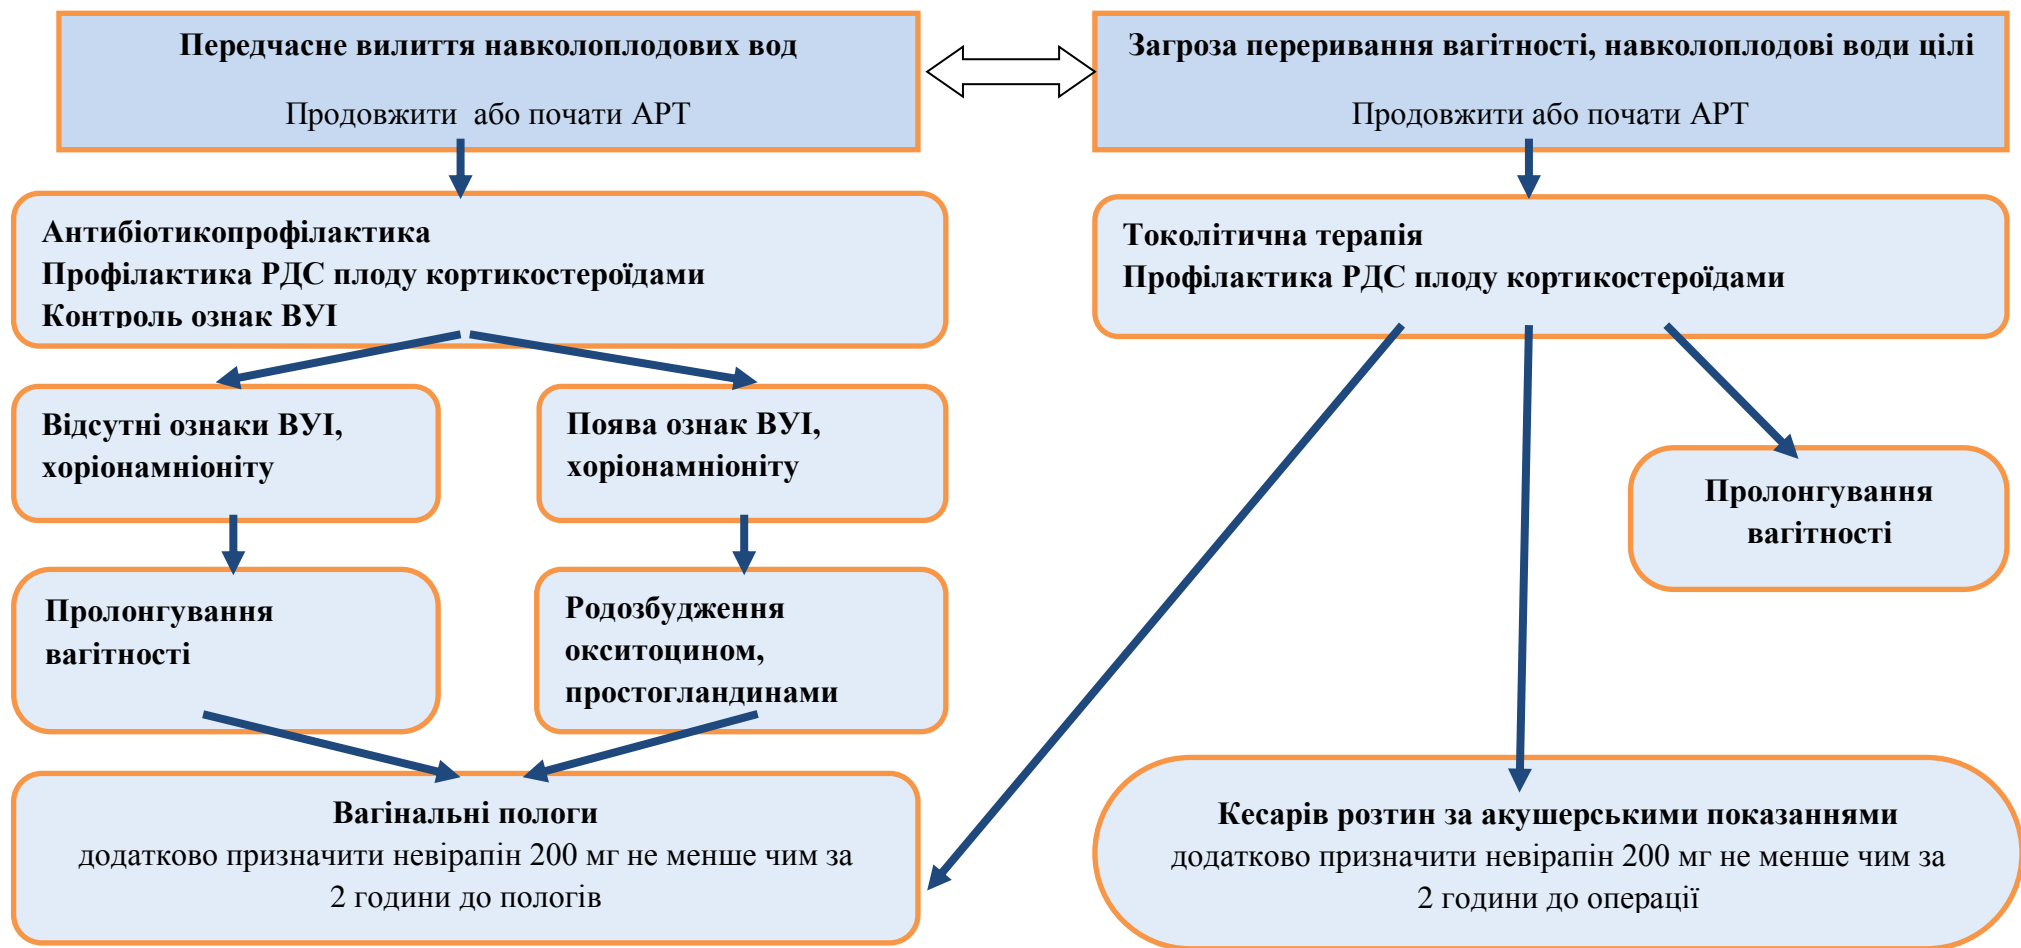 Передчасне вилиття навколоплодових вод
Продовжити або почати АРТ
Загроза переривання вагітності, навколоплодові води цілі
Продовжити або почати АРТ
Антибіотикопрофілактика
Профілактика РДС плоду кортикостероїдами
Контроль ознак ВУІ
Токолітична терапія
Профілактика РДС плоду кортикостероїдами
Відсутні ознаки ВУІ,
хоріонамніоніту
Поява ознак ВУІ,
хоріонамніоніту
Пролонгування
вагітності
Пролонгування
вагітності
Родозбудження
окситоцином,
простогландинами
Вагінальні пологи
додатково призначити невірапін 200 мг не менше чим за
2 години до пологів
Кесарів розтин за акушерськими показаннями
додатково призначити невірапін 200 мг не менше чим за
2 години до операції